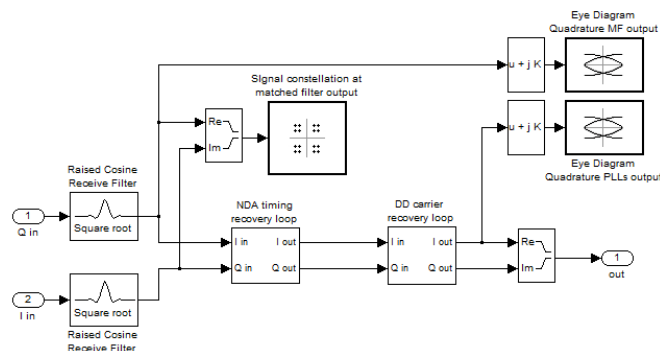 Eye Diagram
Quadrature MF output
u + j K
SIgnal constellation at
matched filter output
Re
Im
u + j K
Eye Diagram
Quadrature PLLs output
Raised Cosine
Receive Filter
1
Q in
Square root
NDA timing
recovery loop
DD carrier
recovery loop
I in
I out
Q in
Q out
I in
I out
Q in
Q out
Re
Im
1
out
2
I in
Square root
Raised Cosine
Receive Filter